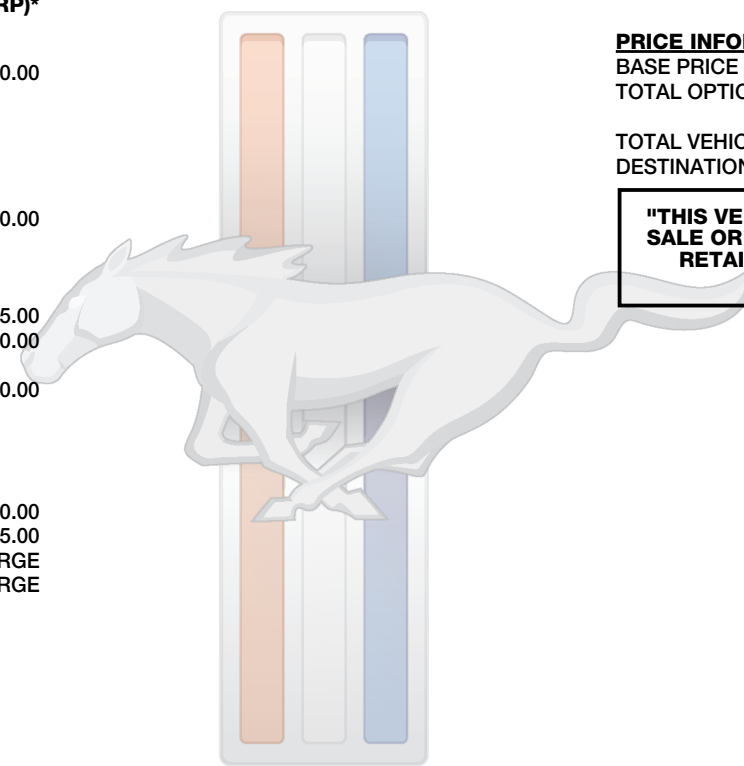 RP)*
0.00
0.00
5.00
0.00
0.00
0.00
5.00
RGE
RGE
PRICE INFO
BASE PRICE
TOTAL OPTIO
TOTAL VEHIC
DESTINATION
"THIS VE
SALE OR
RETAI